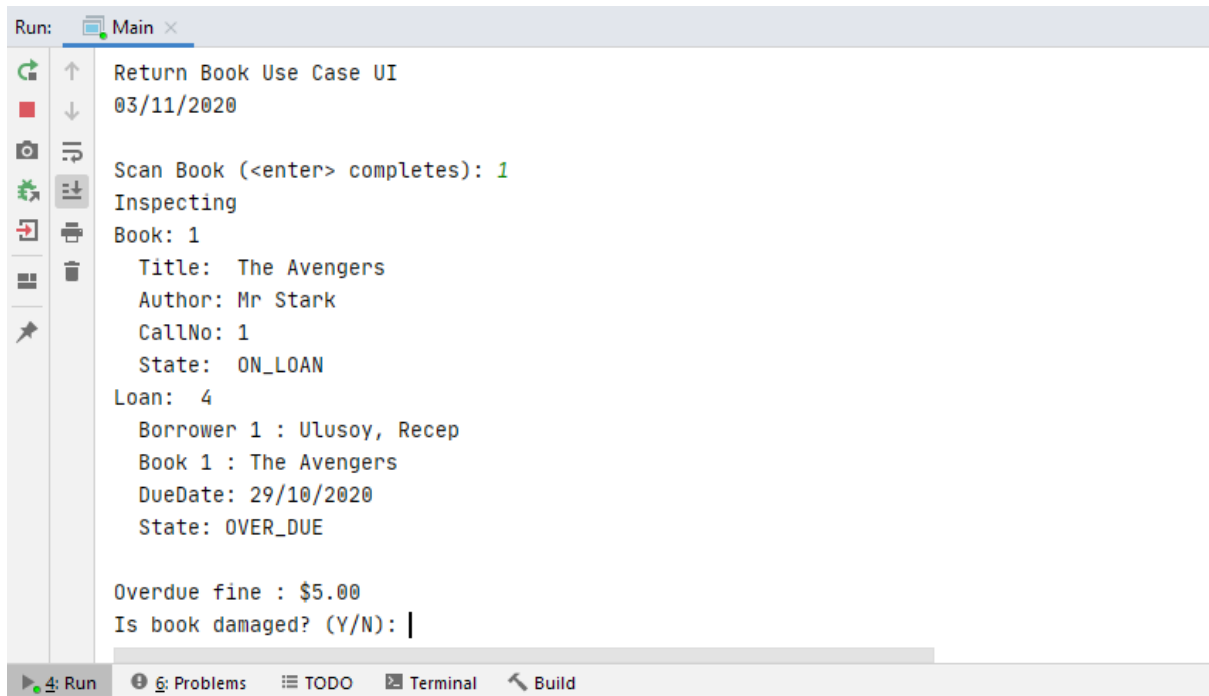 Run: Main
Return Book Use Case UI
03/11/2020
Scan Book (<enter> completes): 1
Inspecting
Book: 1
Title: The Avengers
Author: Mr Stark
CallNo: 1
State: ON_LOAN
Loan: 4
Borrower 1 : Ulusoy, Recep
Book 1 : The Avengers
DueDate: 29/10/2020
State: OVER_DUE
Overdue fine : $5.00
Is book damaged? (Y/N):
4: Run 6: Problems TODO Terminal Build